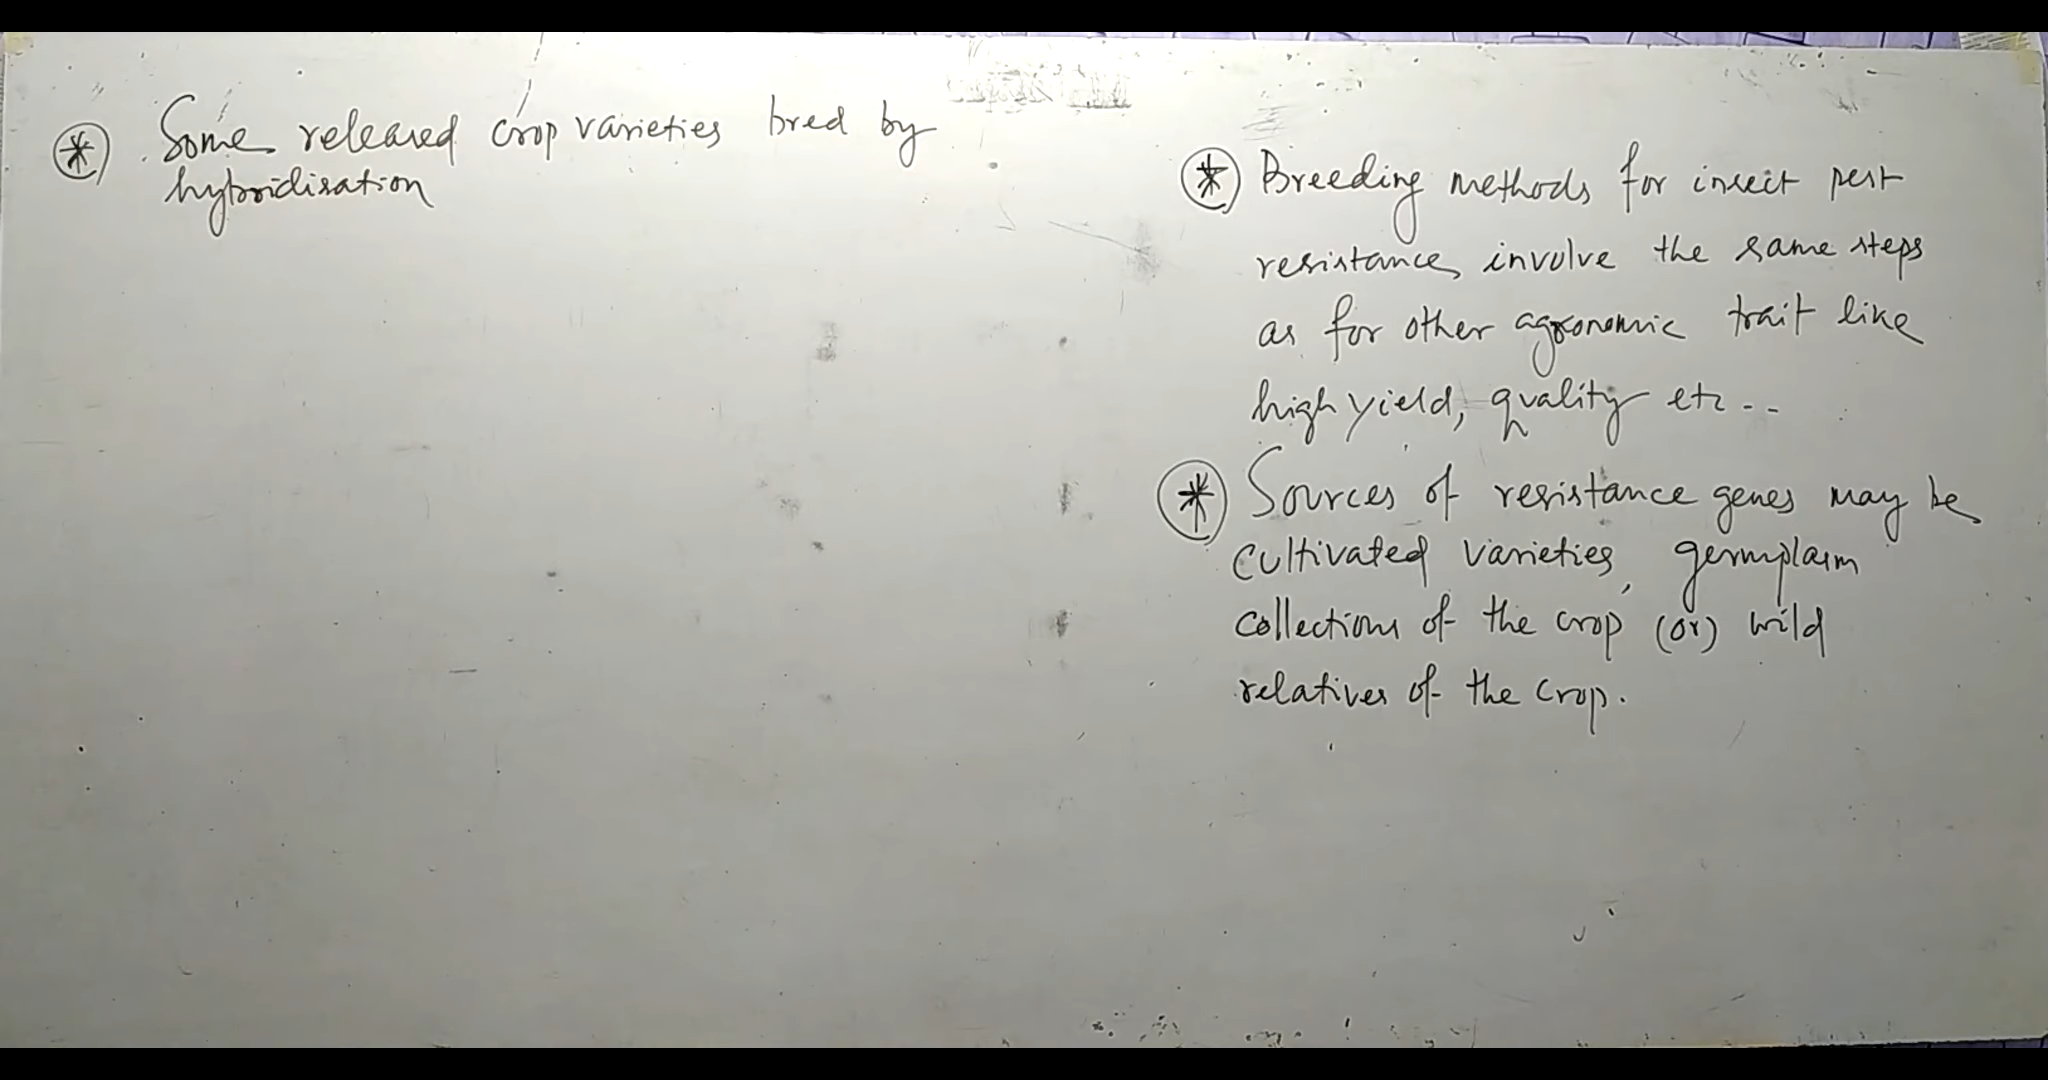 * Some released crop varieties bred by
hybridisation
* Breeding methods for insect pest
resistance involve the same steps
as for other agronomic trait like
high yield, quality etc --
* Sources of resistance genes may be
cultivated varieties, germplasm
collections of the crop (or) wild
relatives of the crop.